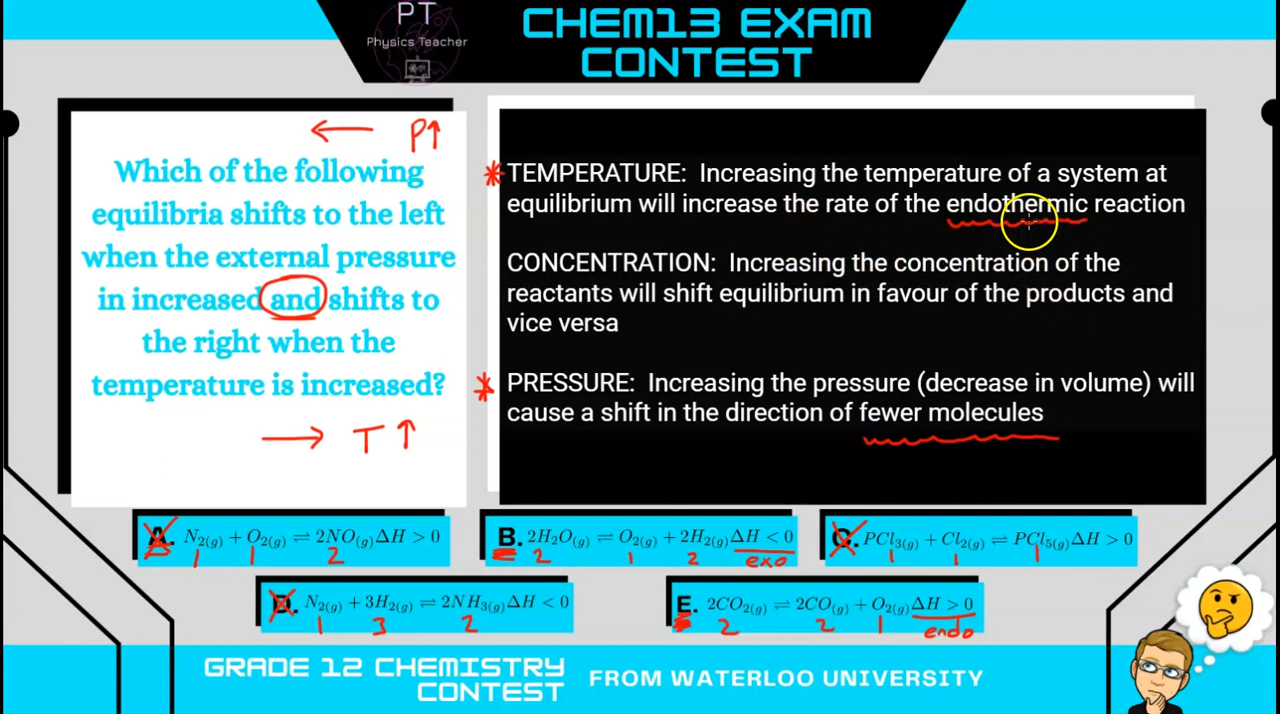 PT
Physics Teacher
CHEM13 EXAM
CONTEST
← P↑
Which of the following
equilibria shifts to the left
when the external pressure
in increased and shifts to
the right when the
temperature is increased?
→ T↑
* TEMPERATURE: Increasing the temperature of a system at
equilibrium will increase the rate of the endothermic reaction
CONCENTRATION: Increasing the concentration of the
reactants will shift equilibrium in favour of the products and
vice versa
* PRESSURE: Increasing the pressure (decrease in volume) will
cause a shift in the direction of fewer molecules
A. N₂(g) + O₂(g) ⇌ 2NO(g) ΔH > 0
1 1 2
B. 2H₂O(g) ⇌ O₂(g) + 2H₂(g) ΔH < 0
2 1 2 exo
C. PCl₃(g) + Cl₂(g) ⇌ PCl₅(g) ΔH > 0
1 1 1
D. N₂(g) + 3H₂(g) ⇌ 2NH₃(g) ΔH < 0
1 3 2
E. 2CO₂(g) ⇌ 2CO(g) + O₂(g) ΔH > 0
2 2 1 endo
GRADE 12 CHEMISTRY
CONTEST
FROM WATERLOO UNIVERSITY